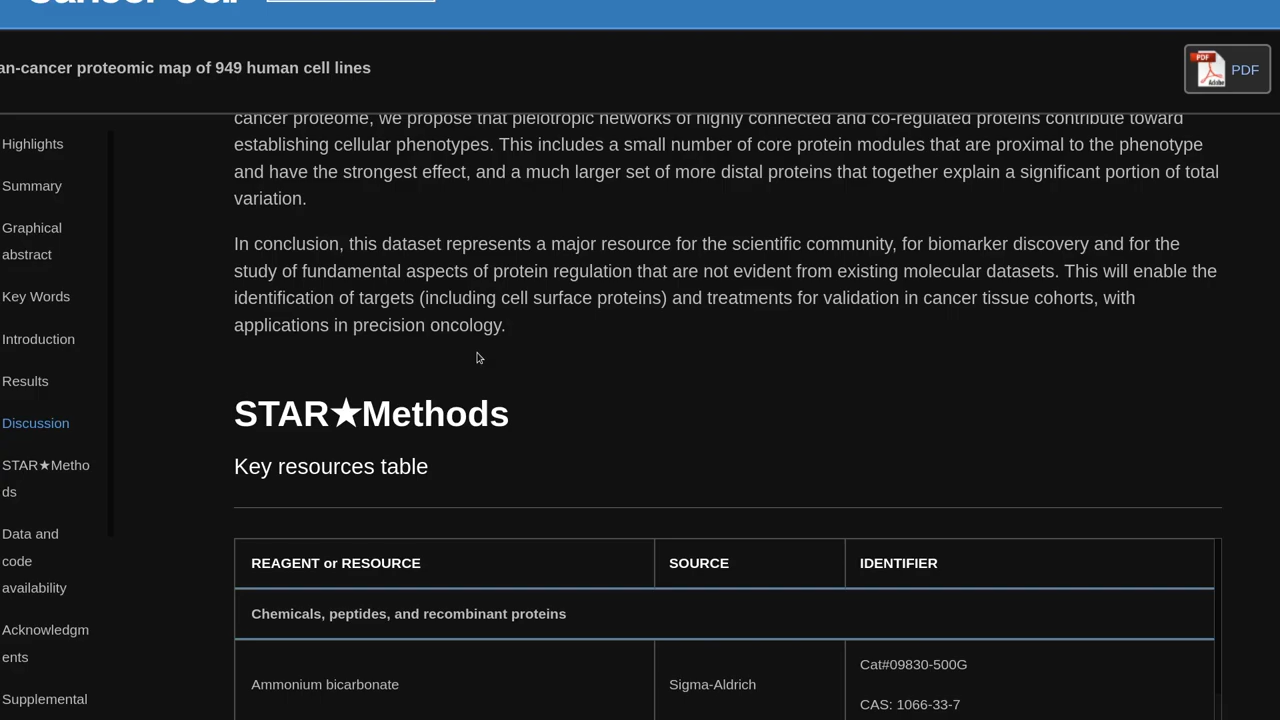 Cancer Cell
an-cancer proteomic map of 949 human cell lines
PDF
Adobe
PDF
Highlights
Summary
Graphical
abstract
Key Words
Introduction
Results
Discussion
STAR★Metho
ds
Data and
code
availability
Acknowledgm
ents
Supplemental
cancer proteome, we propose that pleiotropic networks of highly connected and co-regulated proteins contribute toward
establishing cellular phenotypes. This includes a small number of core protein modules that are proximal to the phenotype
and have the strongest effect, and a much larger set of more distal proteins that together explain a significant portion of total
variation.
In conclusion, this dataset represents a major resource for the scientific community, for biomarker discovery and for the
study of fundamental aspects of protein regulation that are not evident from existing molecular datasets. This will enable the
identification of targets (including cell surface proteins) and treatments for validation in cancer tissue cohorts, with
applications in precision oncology.
STAR★Methods
Key resources table
REAGENT or RESOURCE SOURCE IDENTIFIER
Chemicals, peptides, and recombinant proteins
Ammonium bicarbonate Sigma-Aldrich Cat#09830-500G
CAS: 1066-33-7